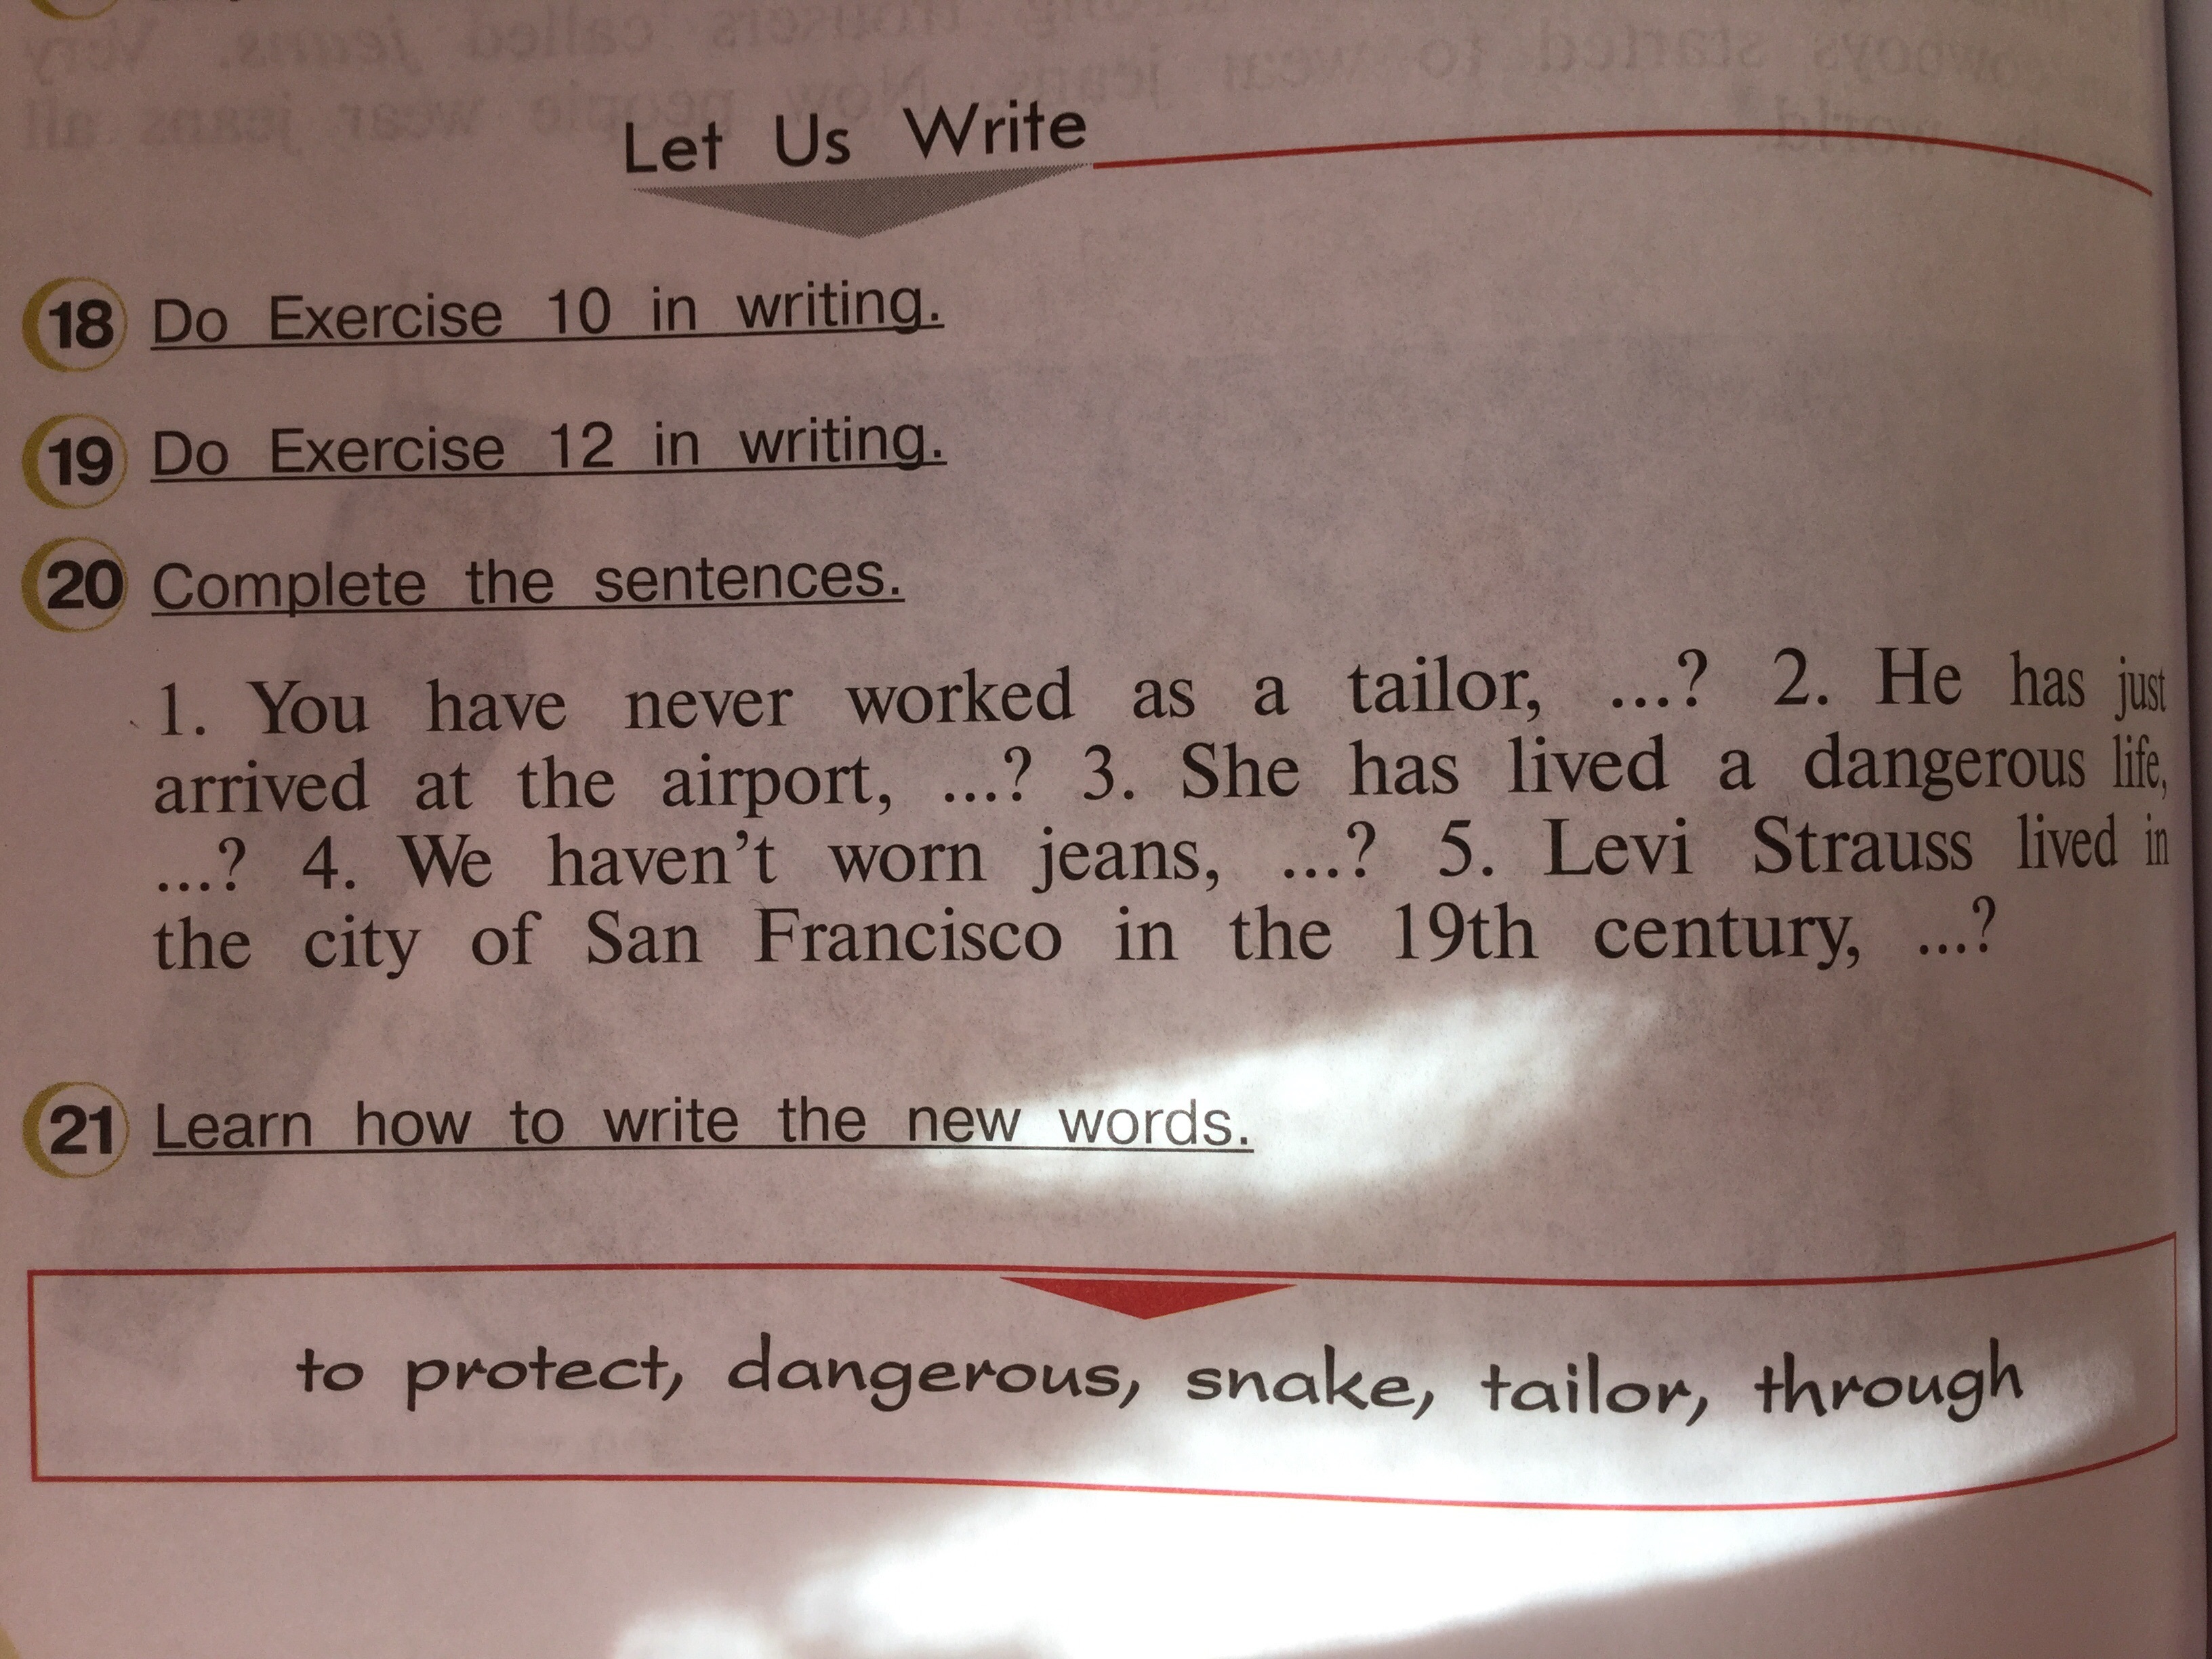 Let Us Write
18 Do Exercise 10 in writing.
19 Do Exercise 12 in writing.
20 Complete the sentences.
1. You have never worked as a tailor, ...? 2. He has just
arrived at the airport, ...? 3. She has lived a dangerous life,
...? 4. We haven't worn jeans, ...? 5. Levi Strauss lived in
the city of San Francisco in the 19th century, ...?
21 Learn how to write the new words.
to protect, dangerous, snake, tailor, through